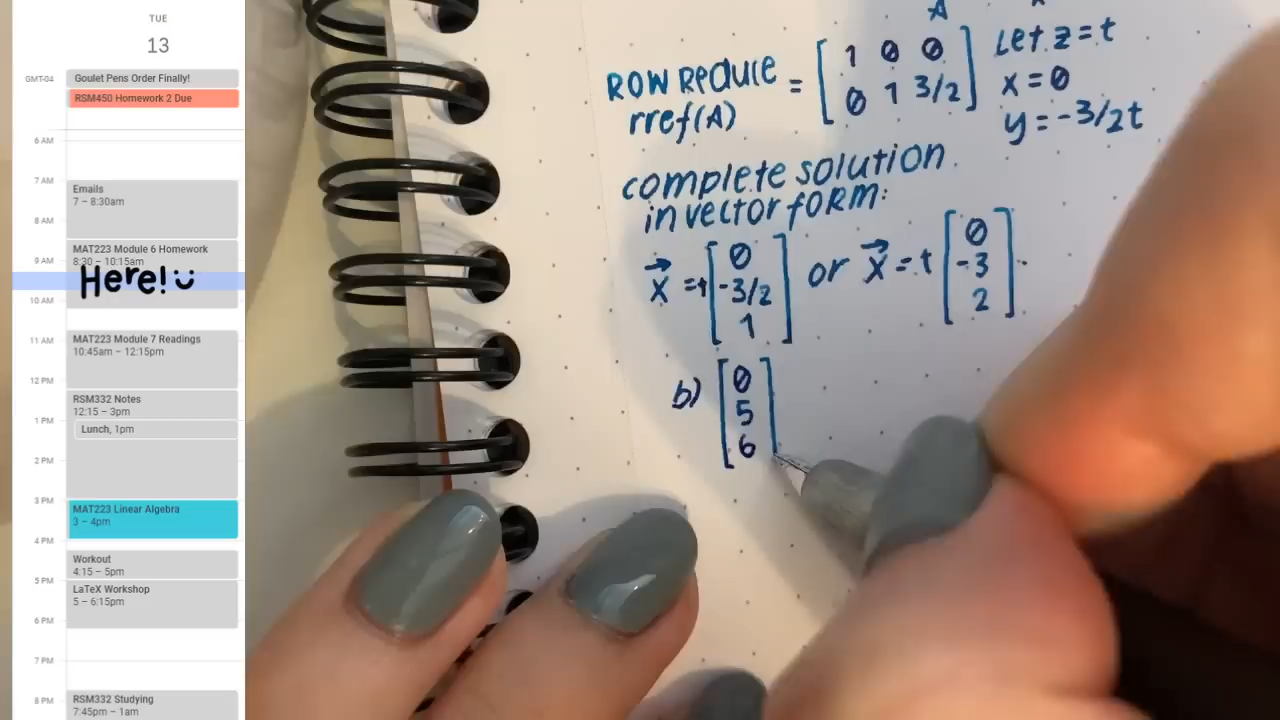 TUE
13
GMT-04
Goulet Pens Order Finally!
RSM450 Homework 2 Due
6 AM
7 AM
Emails
7 – 8:30am
8 AM
MAT223 Module 6 Homework
8:30 – 10:15am
9 AM
Here!
10 AM
11 AM
MAT223 Module 7 Readings
10:45am – 12:15pm
12 PM
RSM332 Notes
12:15 – 3pm
1 PM
Lunch, 1pm
2 PM
3 PM
MAT223 Linear Algebra
3 – 4pm
4 PM
Workout
4:15 – 5pm
5 PM
LaTeX Workshop
5 – 6:15pm
6 PM
7 PM
8 PM
RSM332 Studying
7:45pm – 1am
A
ROW REDUCE = [1 0 0] Let z=t
rref(A) [0 1 3/2] x=0
y=-3/2t
complete solution
in vector form:
x⃗ =t [0 -3/2 1] or x⃗ =t [0 -3 2].
b) [0 5 6]